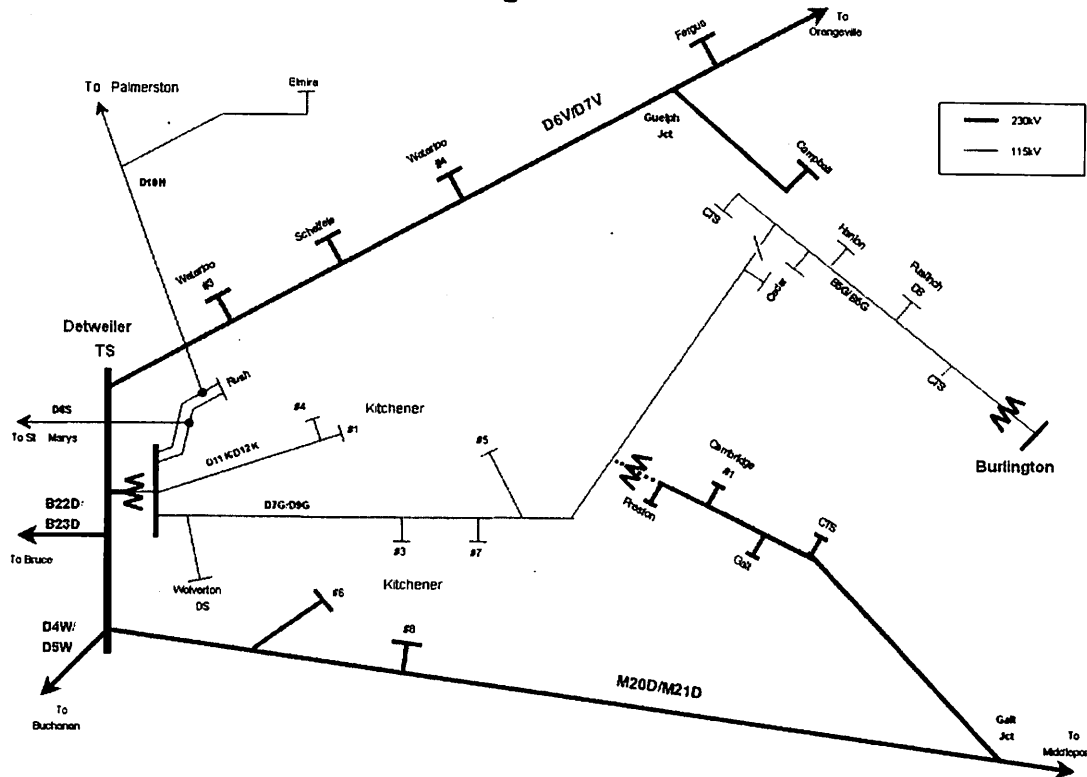 To
Orangeville
Fergus
To Palmerston
Elmira
D6V/D7V
Guelph
Jct
230kV
115kV
Campbell
Waterloo
#4
D10H
CTS
Scheifele
Hanlon
Puslinch
DS
Waterloo
#3
Cedar
B5G/B6G
Detweiler
TS
CTS
Rush
D8S
To St Marys
#4
Kitchener
#1
D11K/D12K
#5
Burlington
Cambridge
#1
B22D/
B23D
D7G/D9G
Preston
CTS
To Bruce
#3
#7
Galt
Wolverton
DS
Kitchener
#6
D4W/
D5W
#8
M20D/M21D
To
Buchanan
Galt
Jct
To
Middleport